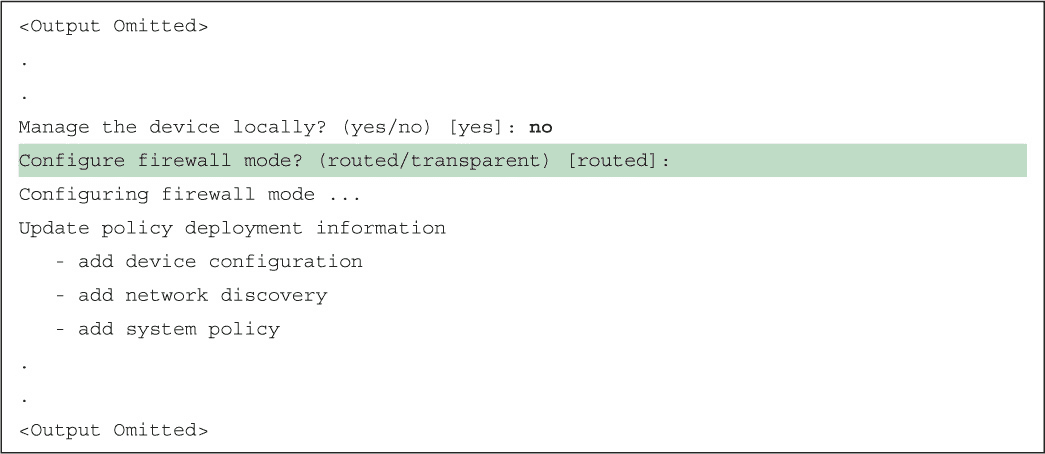 <Output Omitted>
.
.
Manage the device locally? (yes/no) [yes]: no
Configure firewall mode? (routed/transparent) [routed]:
Configuring firewall mode ...
Update policy deployment information
- add device configuration
- add network discovery
- add system policy
.
.
<Output Omitted>